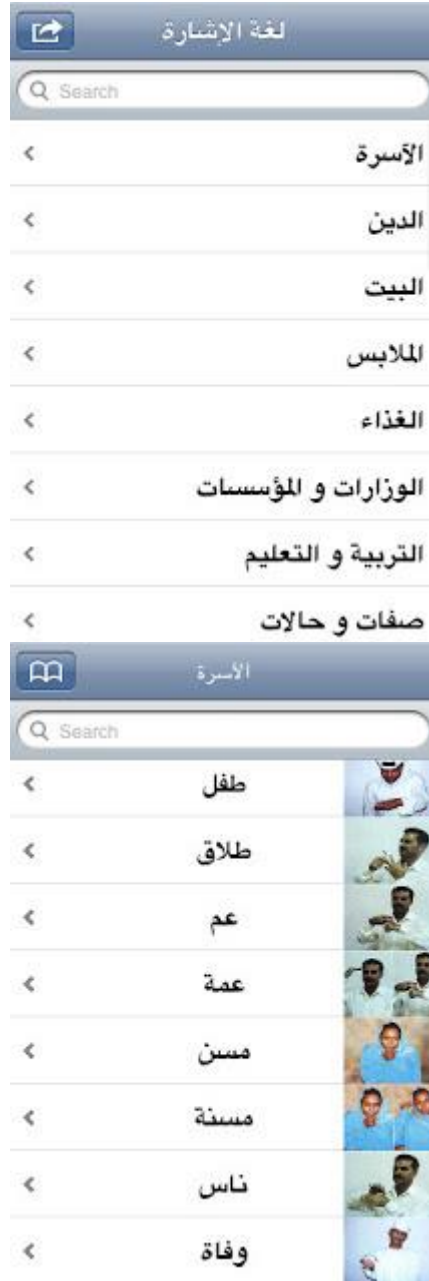 لغة الإشارة
Search
الآسرة
الدين
البيت
الملابس
الغذاء
الوزارات و المؤسسات
التربية و التعليم
صفات و حالات
الأسرة
Search
طفل
طلاق
عم
عمة
مسن
مسنة
ناس
وفاة